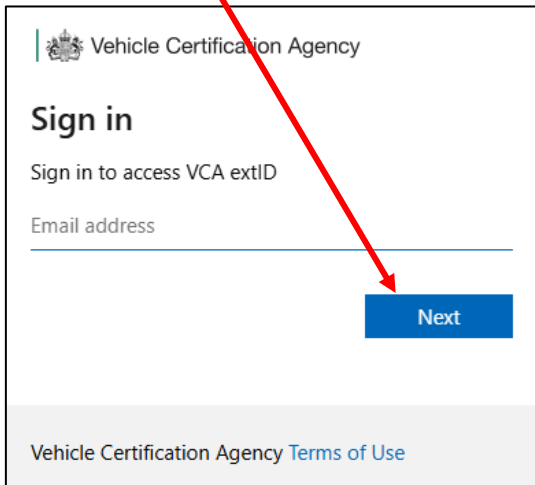 Vehicle Certification Agency
Sign in
Sign in to access VCA extID
Email address
Next
Vehicle Certification Agency Terms of Use